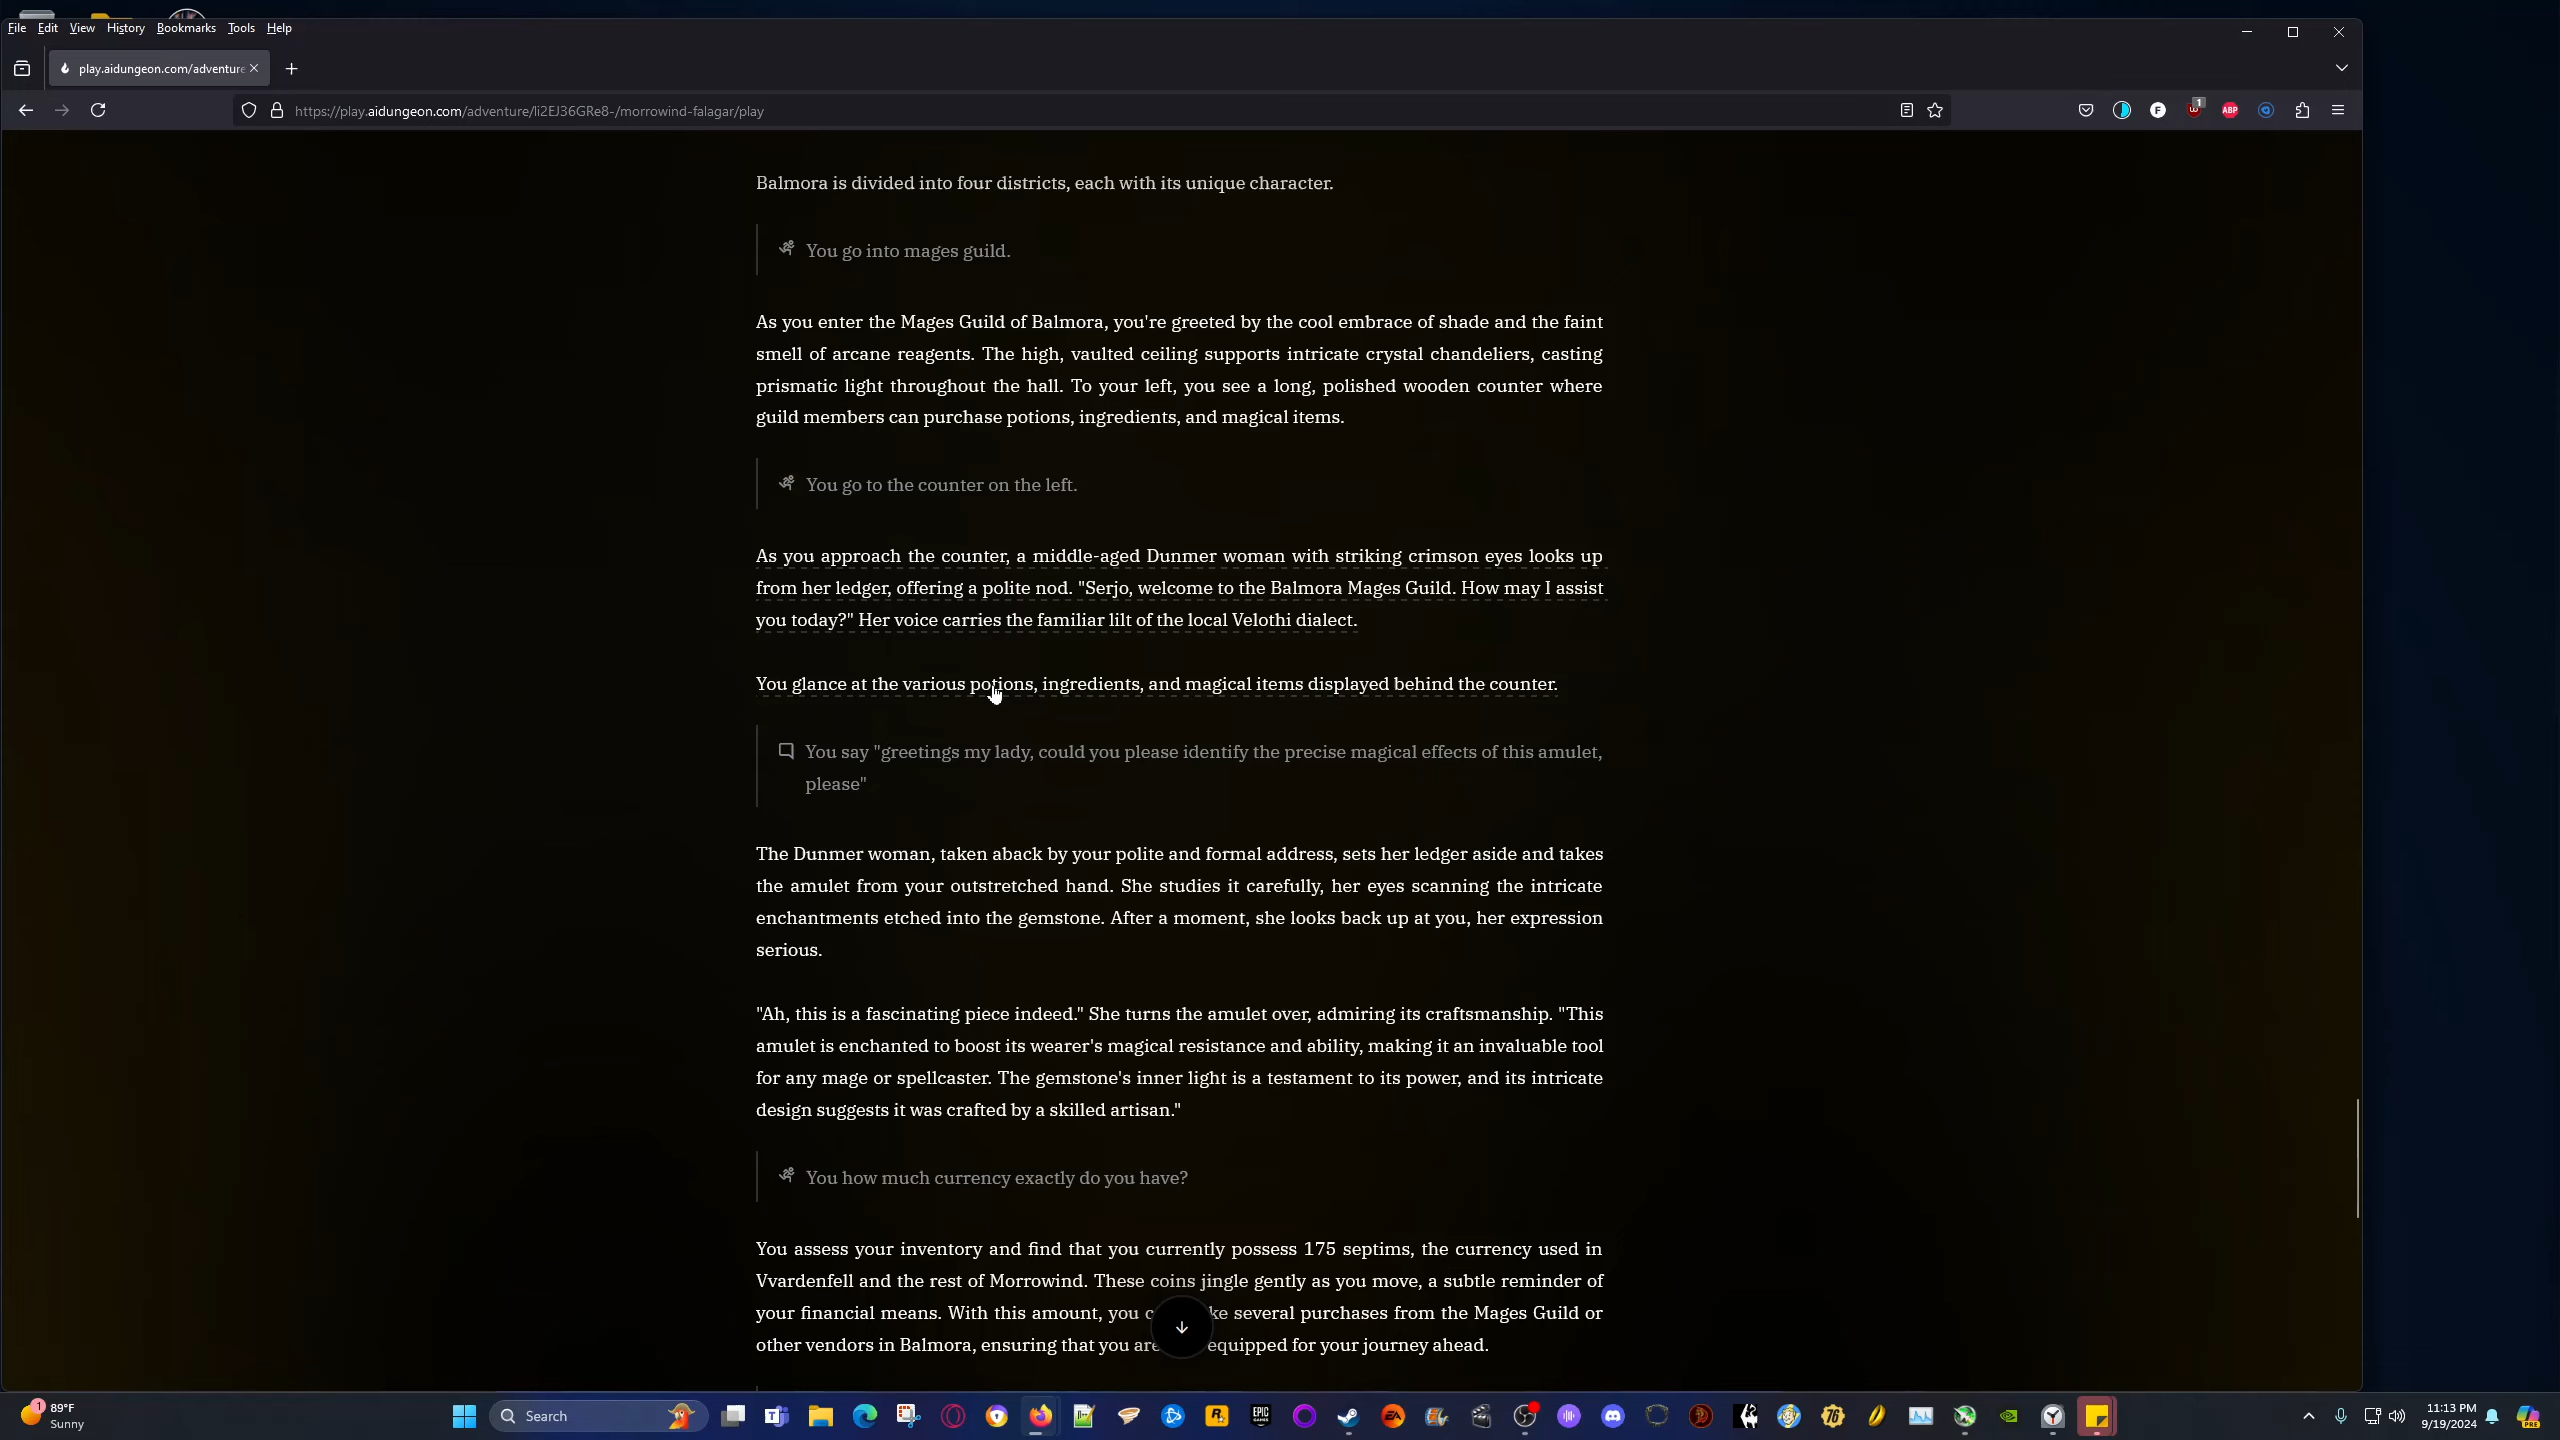 File Edit View History Bookmarks Tools Help
play.aidungeon.com/adventure
https://play.aidungeon.com/adventure/li2EJ36GRe8-/morrowind-falagar/play
1
F
ABP
Balmora is divided into four districts, each with its unique character.
You go into mages guild.
As you enter the Mages Guild of Balmora, you're greeted by the cool embrace of shade and the faint
smell of arcane reagents. The high, vaulted ceiling supports intricate crystal chandeliers, casting
prismatic light throughout the hall. To your left, you see a long, polished wooden counter where
guild members can purchase potions, ingredients, and magical items.
You go to the counter on the left.
As you approach the counter, a middle-aged Dunmer woman with striking crimson eyes looks up
from her ledger, offering a polite nod. "Serjo, welcome to the Balmora Mages Guild. How may I assist
you today?" Her voice carries the familiar lilt of the local Velothi dialect.
You glance at the various potions, ingredients, and magical items displayed behind the counter.
You say "greetings my lady, could you please identify the precise magical effects of this amulet,
please"
The Dunmer woman, taken aback by your polite and formal address, sets her ledger aside and takes
the amulet from your outstretched hand. She studies it carefully, her eyes scanning the intricate
enchantments etched into the gemstone. After a moment, she looks back up at you, her expression
serious.
"Ah, this is a fascinating piece indeed." She turns the amulet over, admiring its craftsmanship. "This
amulet is enchanted to boost its wearer's magical resistance and ability, making it an invaluable tool
for any mage or spellcaster. The gemstone's inner light is a testament to its power, and its intricate
design suggests it was crafted by a skilled artisan."
You how much currency exactly do you have?
You assess your inventory and find that you currently possess 175 septims, the currency used in
Vvardenfell and the rest of Morrowind. These coins jingle gently as you move, a subtle reminder of
your financial means. With this amount, you c ke several purchases from the Mages Guild or
other vendors in Balmora, ensuring that you are equipped for your journey ahead.
1
89°F
Sunny
Search
EPIC GAMES
EA
76
11:13 PM
9/19/2024
PRE